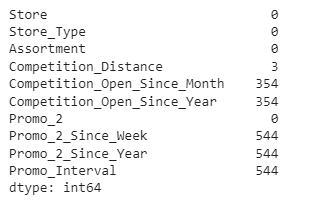 Store 0
Store_Type 0
Assortment 0
Competition_Distance 3
Competition_Open_Since_Month 354
Competition_Open_Since_Year 354
Promo_2 0
Promo_2_Since_Week 544
Promo_2_Since_Year 544
Promo_Interval 544
dtype: int64